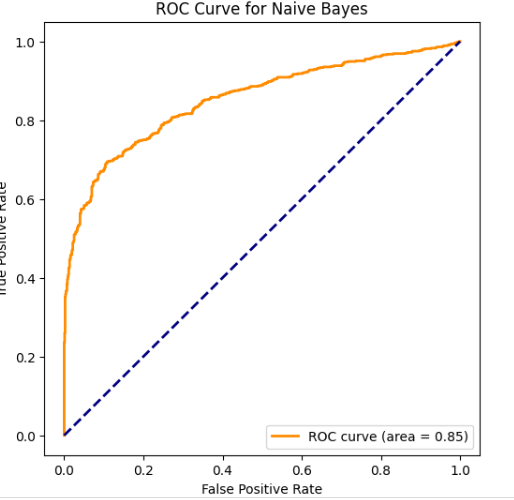 ROC Curve for Naive Bayes
1.0
0.8
0.6
0.4
0.2
0.0
True Positive Rate
ROC curve (area = 0.85)
0.0 0.2 0.4 0.6 0.8 1.0
False Positive Rate